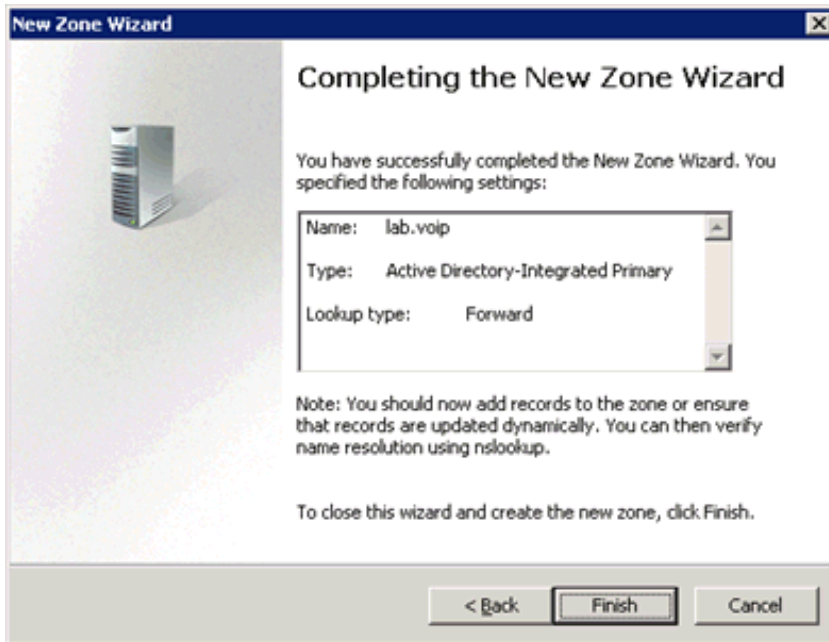 New Zone Wizard
Completing the New Zone Wizard
You have successfully completed the New Zone Wizard. You
specified the following settings:
Name: lab.voip
Type: Active Directory-Integrated Primary
Lookup type: Forward
Note: You should now add records to the zone or ensure
that records are updated dynamically. You can then verify
name resolution using nslookup.
To close this wizard and create the new zone, click Finish.
< Back Finish Cancel